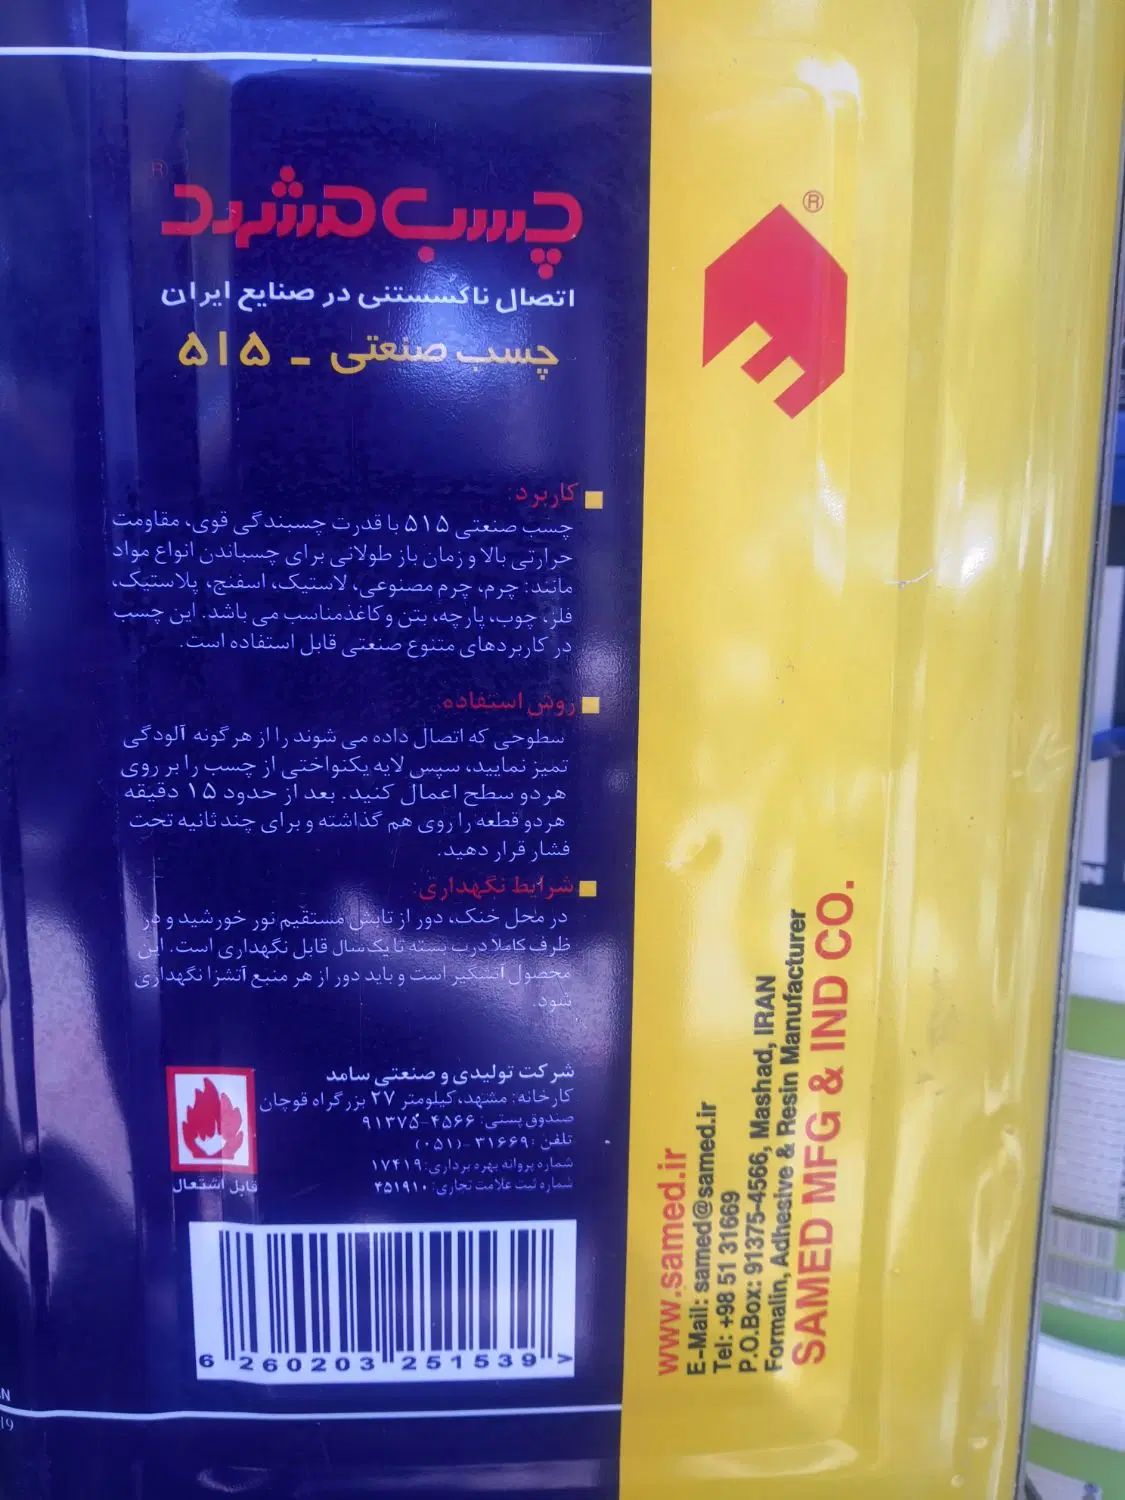 چسب مشهد ®
اتصال ناگسستنی در صنایع ایران
چسب صنعتی - ۵۱۵
کاربرد:
چسب صنعتی ۵۱۵ با قدرت چسبندگی قوی، مقاومت
حرارتی بالا و زمان باز طولانی برای چسباندن انواع مواد
مانند: چرم، چرم مصنوعی، لاستیک، اسفنج، پلاستیک،
فلز، چوب، پارچه، بتن و کاغذ مناسب می باشد. این چسب
در کاربردهای متنوع صنعتی قابل استفاده است.
روش استفاده:
سطوحی که اتصال داده می شوند را از هر گونه آلودگی
تمیز نمایید، سپس لایه یکنواختی از چسب را بر روی
هر دو سطح اعمال کنید. بعد از حدود ۱۵ دقیقه
هر دو قطعه را روی هم گذاشته و برای چند ثانیه تحت
فشار قرار دهید.
شرایط نگهداری:
در محل خنک، دور از تابش مستقیم نور خورشید و در
ظرف کاملا درب بسته تا یک سال قابل نگهداری است. این
محصول آتشگیر است و باید دور از هر منبع آتشزا نگهداری
شود.
شرکت تولیدی و صنعتی سامد
کارخانه: مشهد، کیلومتر ۲۷ بزرگراه قوچان
صندوق پستی: ۴۵۶۶-۹۱۳۷۵
تلفن: ۳۱۶۶۹-(۰۵۱)
شماره پروانه بهره برداری: ۱۷۴۱۹
شماره ثبت علامت تجاری: ۴۵۱۹۱۰
قابل اشتعال
6 260203 251539 >
®
www.samed.ir
E-Mail: samed@samed.ir
Tel: +98 51 31669
P.O.Box: 91375-4566, Mashad, IRAN
Formalin, Adhesive & Resin Manufacturer
SAMED MFG & IND CO.